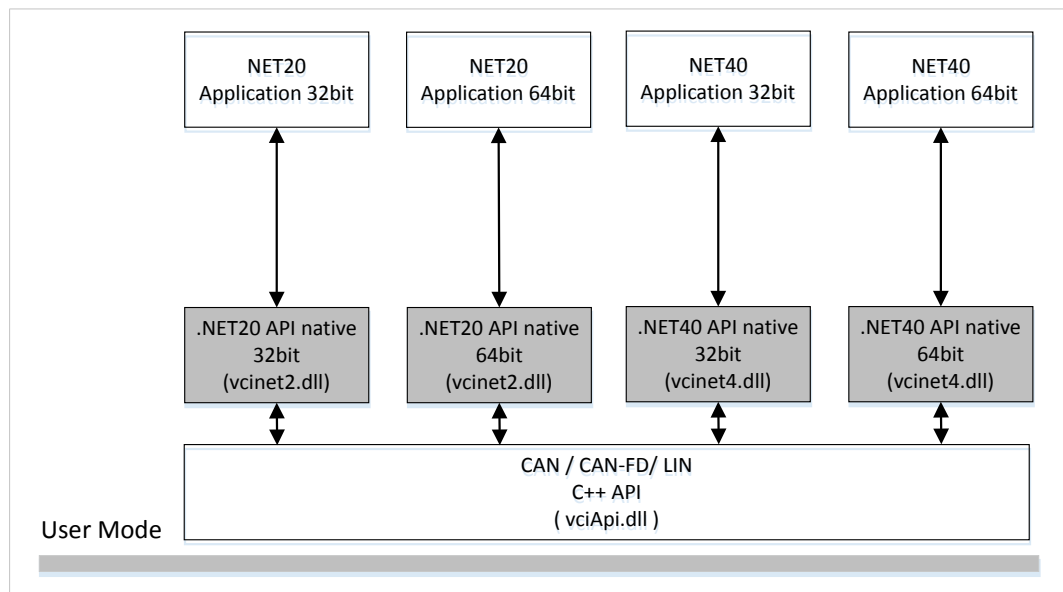 NET20
Application 32bit
NET20
Application 64bit
NET40
Application 32bit
NET40
Application 64bit
.NET20 API native
32bit
(vcinet2.dll)
.NET20 API native
64bit
(vcinet2.dll)
.NET40 API native
32bit
(vcinet4.dll)
.NET40 API native
64bit
(vcinet4.dll)
CAN / CAN-FD/ LIN
C++ API
( vciApi.dll )
User Mode